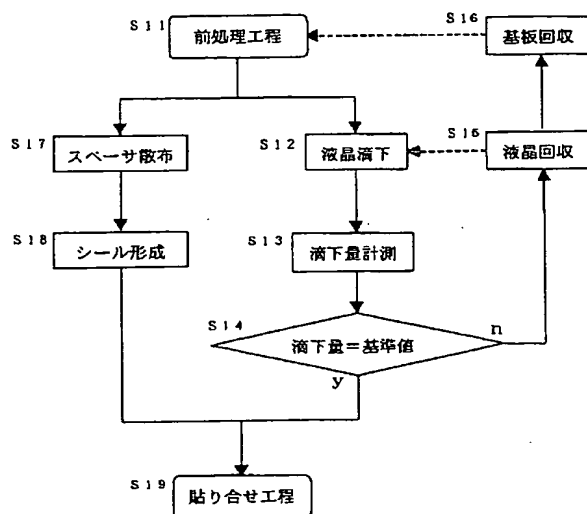 S11
前処理工程
S16
基板回収
S17
スペーサ散布
S12
液晶滴下
S15
液晶回収
S18
シール形成
S13
滴下量計測
S14
滴下量=基準値
n
y
S19
貼り合せ工程